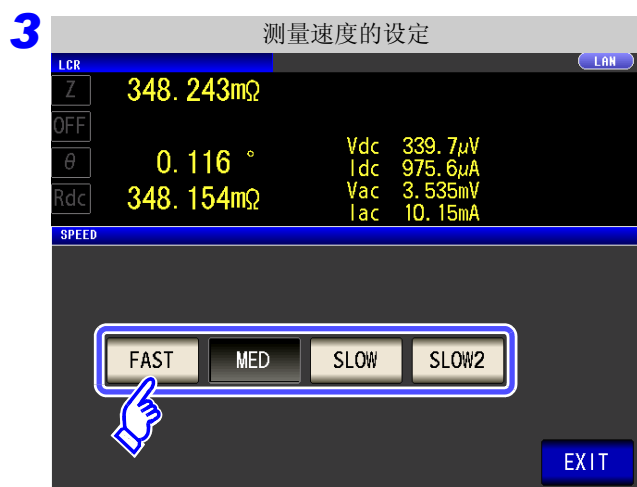 3
测量速度的设定
LCR LAN
Z 348.243mΩ
OFF
Vdc 339.7μV
θ 0.116 ° Idc 975.6μA
Vac 3.535mV
Rdc 348.154mΩ
Iac 10.15mA
SPEED
FAST MED SLOW SLOW2
EXIT